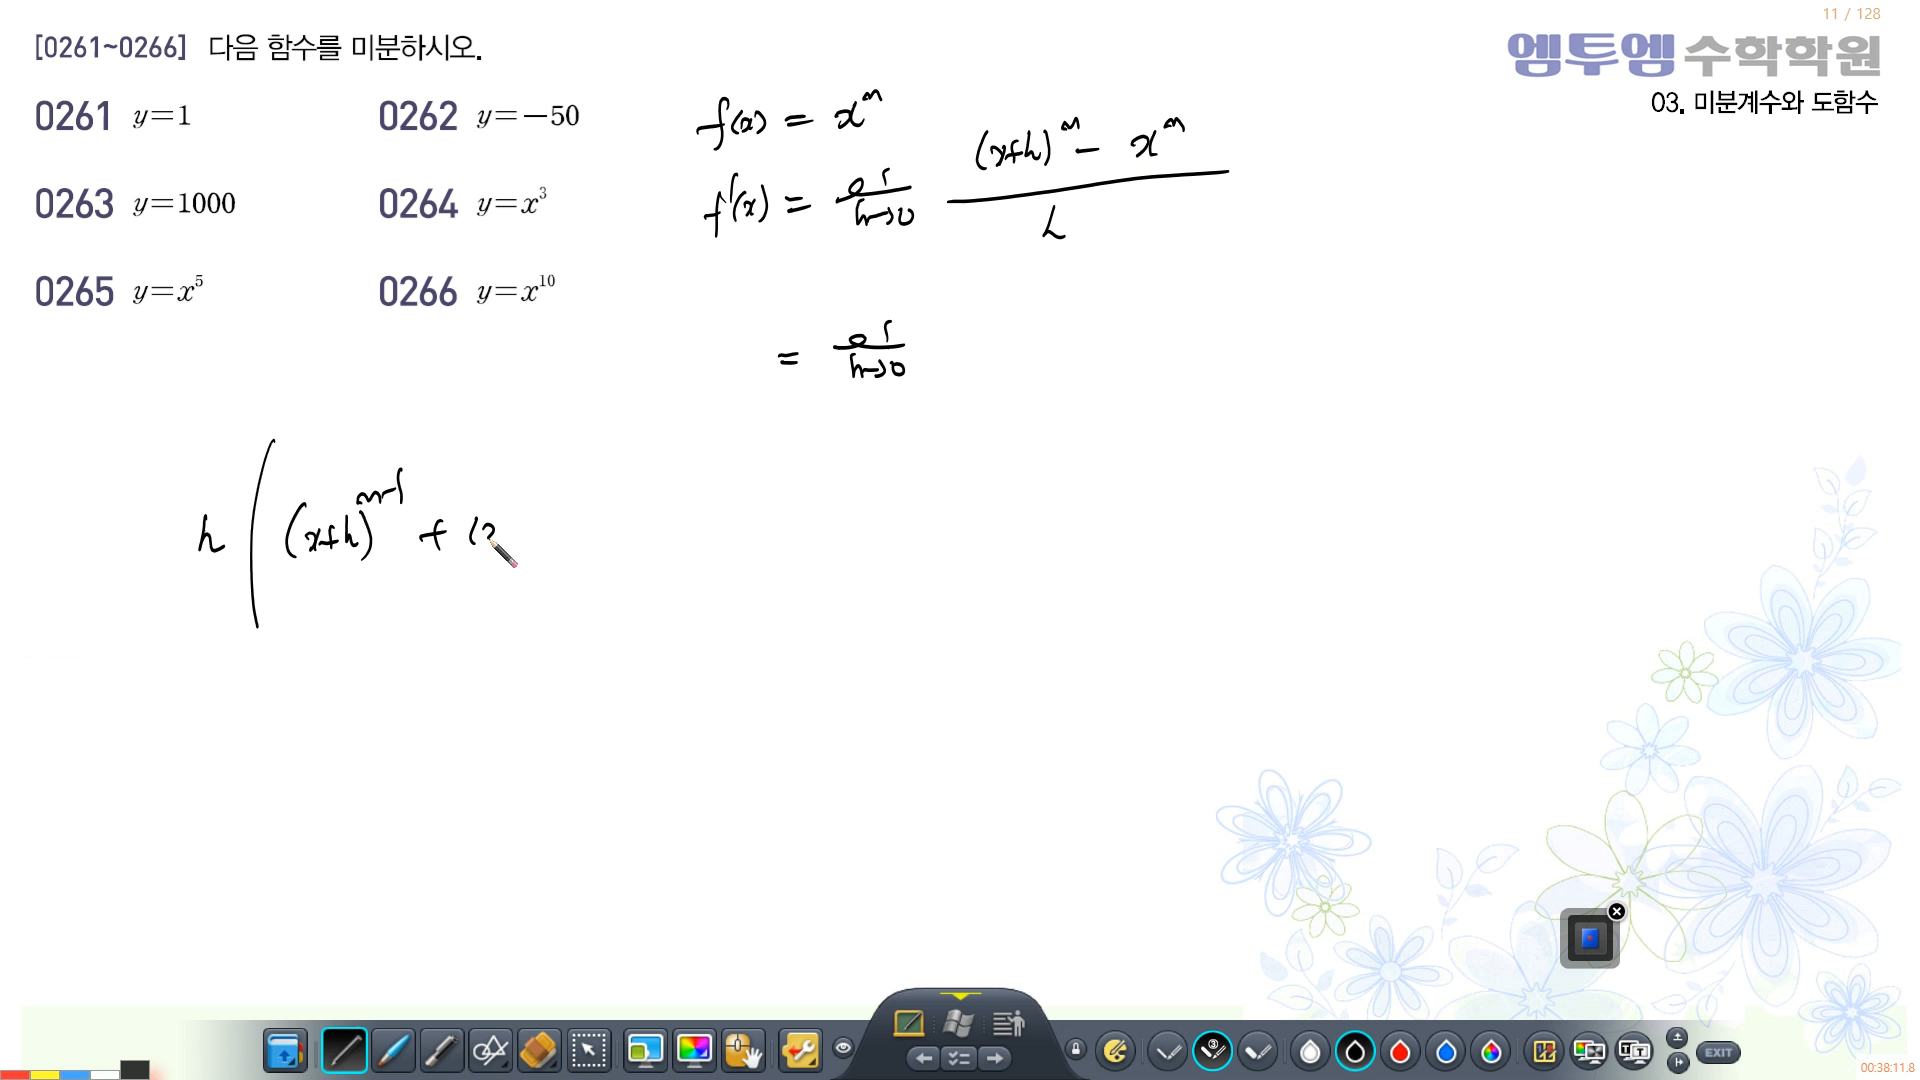 11 / 128
[0261~0266] 다음 함수를 미분하시오.
엠투엠 수학학원
03. 미분계수와 도함수
0261 y=1
0262 y=−50
0263 y=1000
0264 y=x³
0265 y=x⁵
0266 y=x¹⁰
f(x) = xⁿ
(x+h)ⁿ − xⁿ
f'(x) =
h→0
h
=
h→0
h ( (x+h)ⁿ⁻¹ + (
EXIT
00:38:11.8